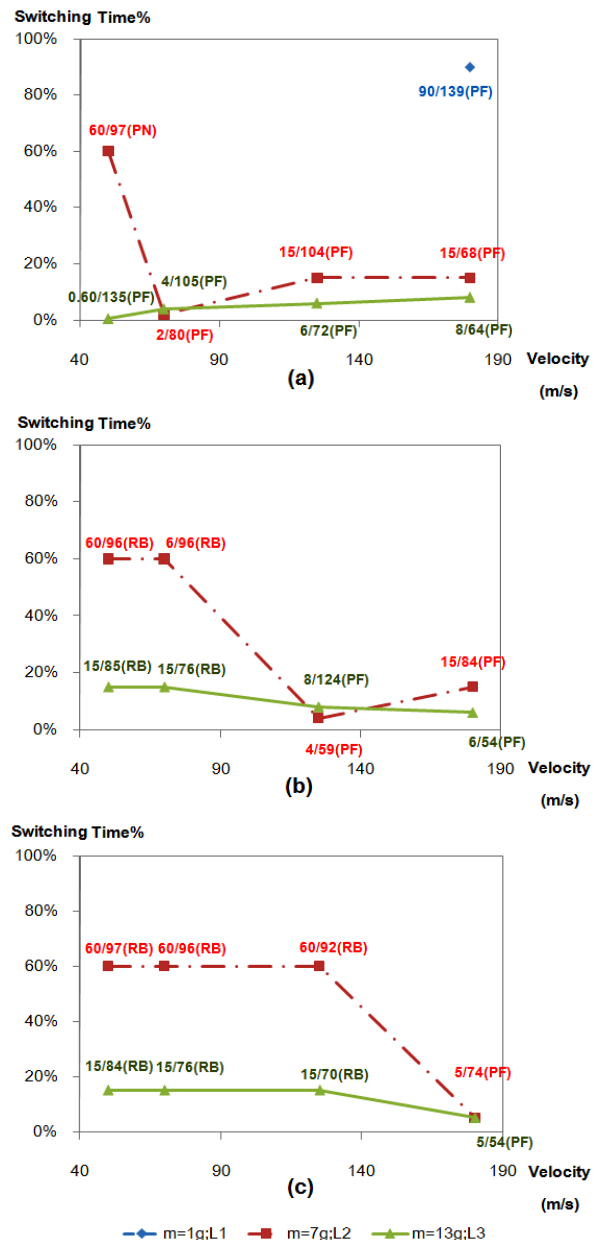 Switching Time%
100%
90/139(PF)
80%
60/97(PN)
60%
40%
15/104(PF) 15/68(PF)
20%
0.60/135(PF) 4/105(PF)
0%
2/80(PF) 6/72(PF) 8/64(PF)
40 90 140 190 Velocity
(a) (m/s)
Switching Time%
100%
80%
60/96(RB) 6/96(RB)
60%
40%
15/85(RB) 15/76(RB) 8/124(PF) 15/84(PF)
20%
0%
4/59(PF) 6/54(PF)
40 90 140 190 Velocity
(b) (m/s)
Switching Time%
100%
80%
60/97(RB) 60/96(RB) 60/92(RB)
60%
40%
15/84(RB) 15/76(RB) 15/70(RB) 5/74(PF)
20%
0%
5/54(PF)
40 90 140 190 Velocity
(c) (m/s)
m=1g;L1 m=7g;L2 m=13g;L3